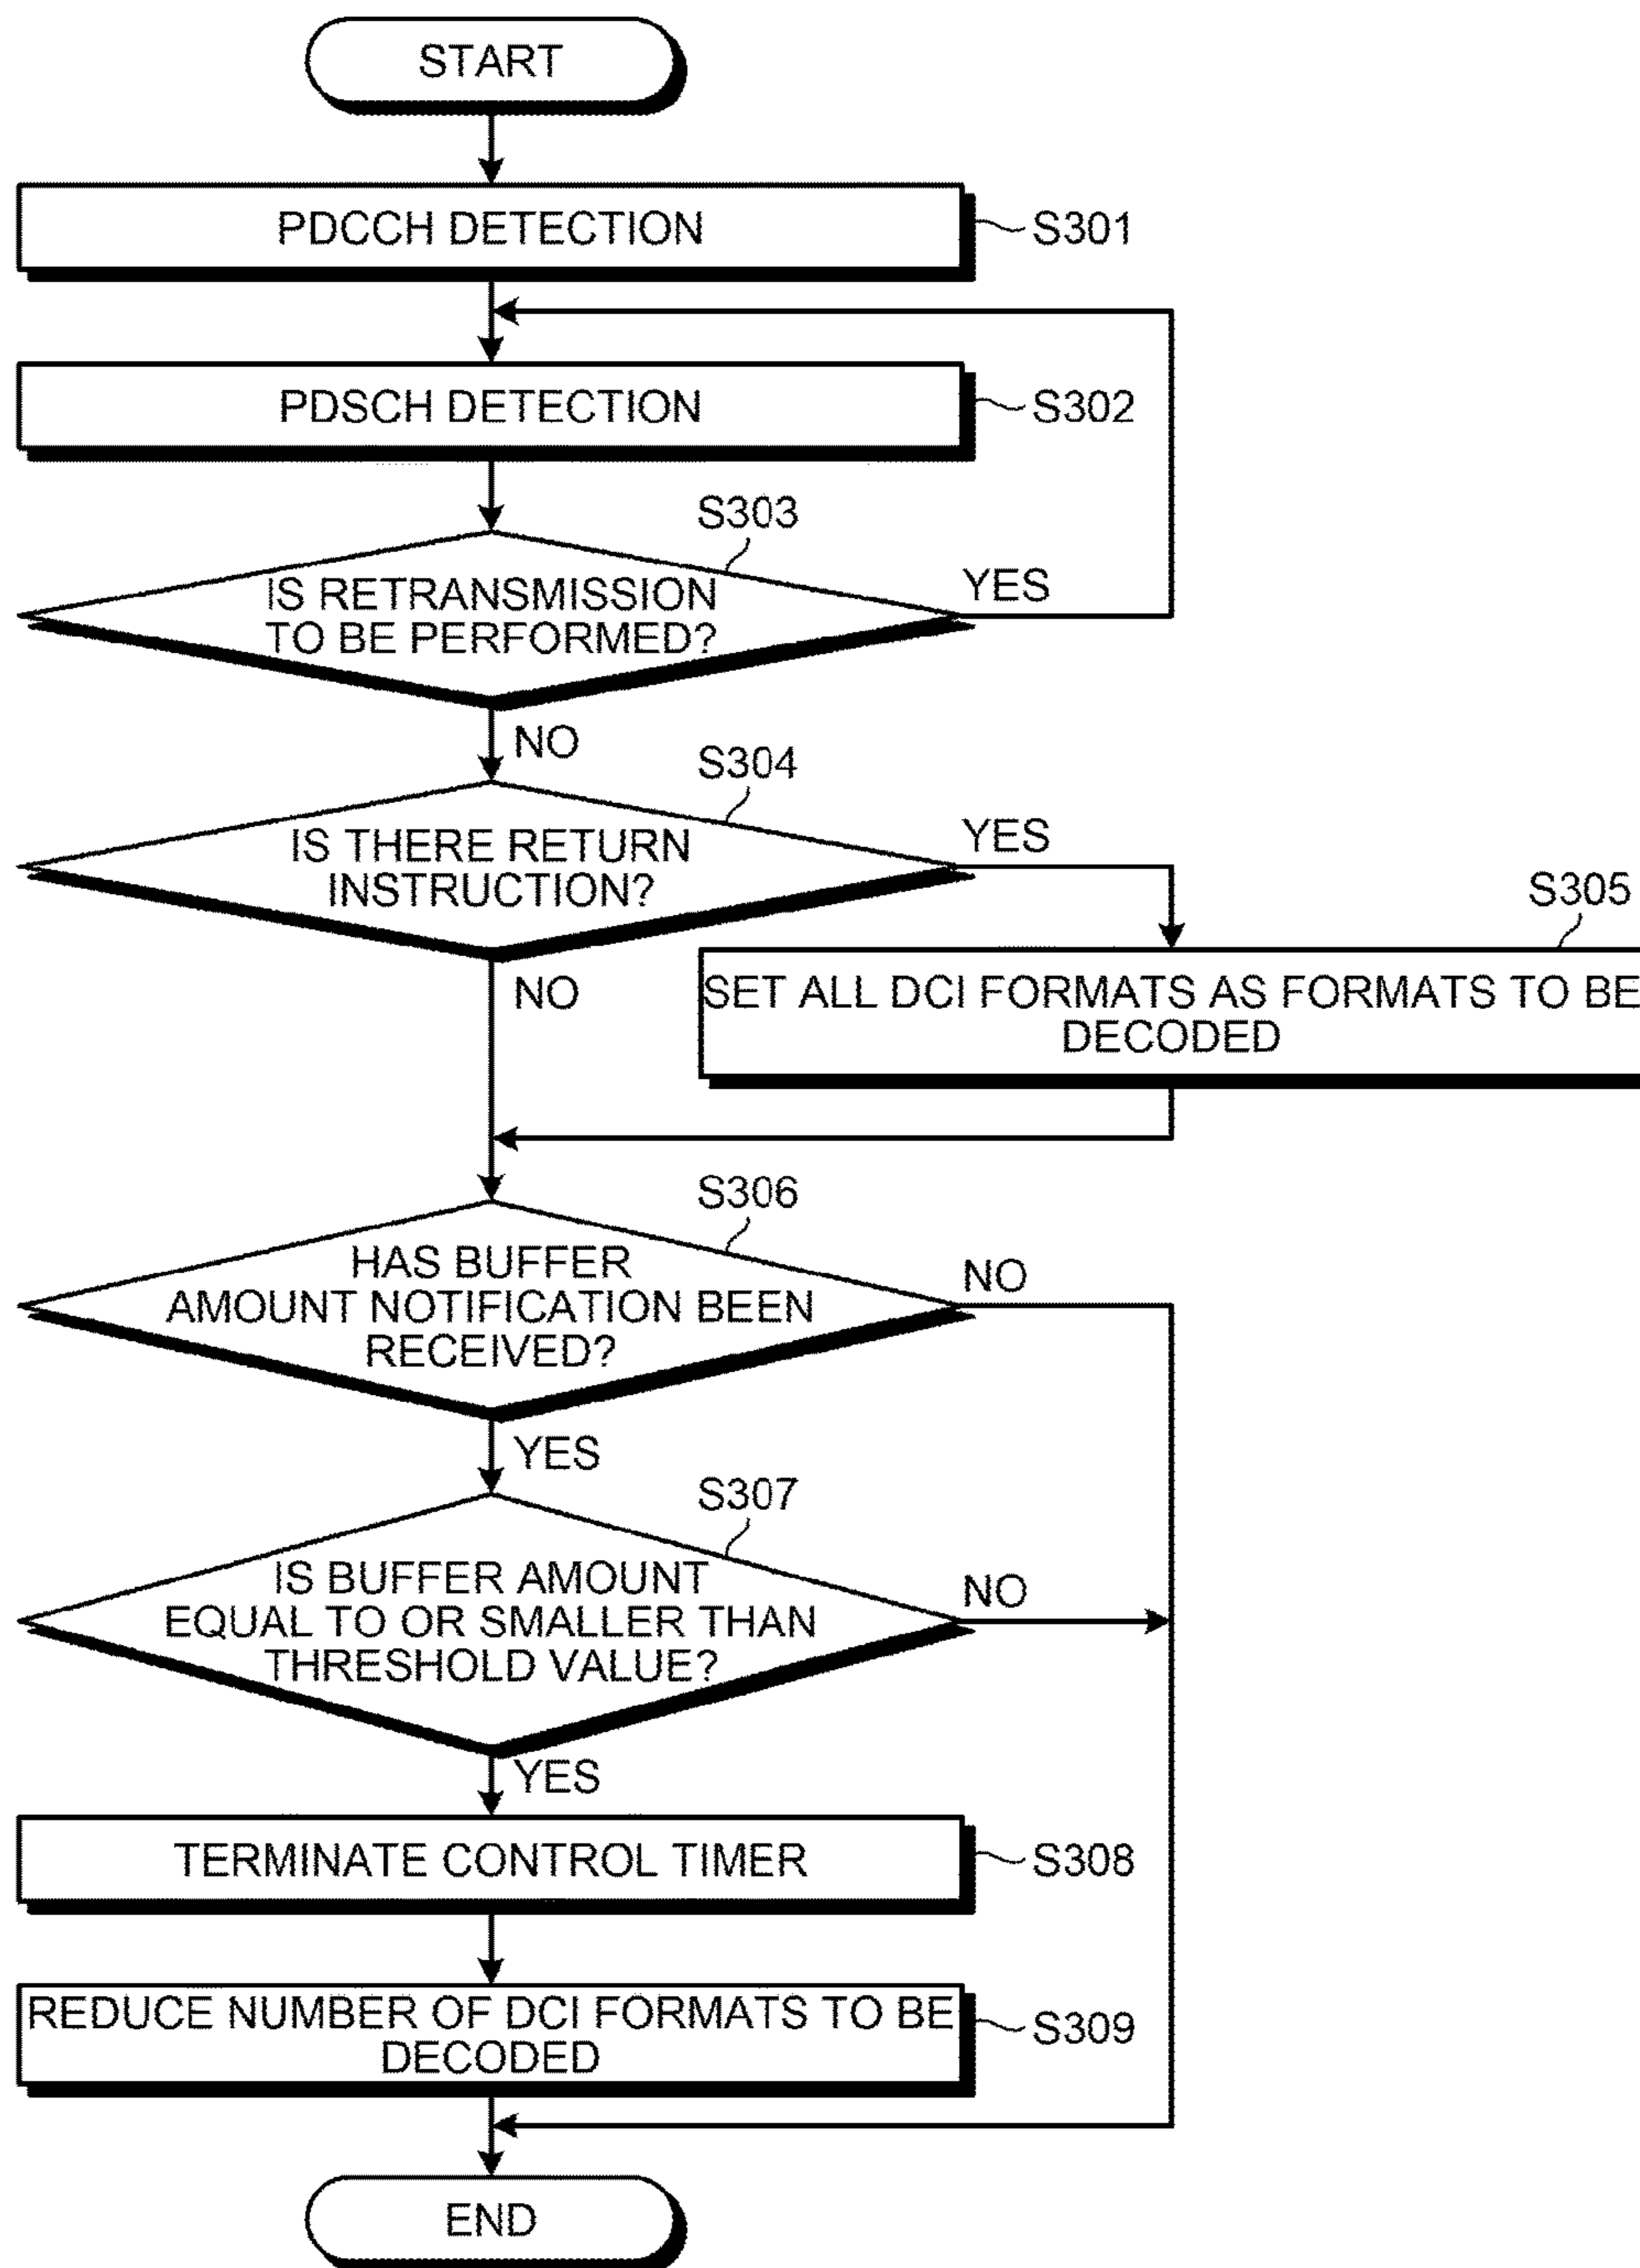 START
PDCCH DETECTION
S301
PDSCH DETECTION
S302
S303
IS RETRANSMISSION
TO BE PERFORMED?
YES
NO
S304
IS THERE RETURN
INSTRUCTION?
YES
NO
S305
SET ALL DCI FORMATS AS FORMATS TO BE
DECODED
S306
HAS BUFFER
AMOUNT NOTIFICATION BEEN
RECEIVED?
NO
YES
S307
IS BUFFER AMOUNT
EQUAL TO OR SMALLER THAN
THRESHOLD VALUE?
NO
YES
TERMINATE CONTROL TIMER
S308
REDUCE NUMBER OF DCI FORMATS TO BE
DECODED
S309
END